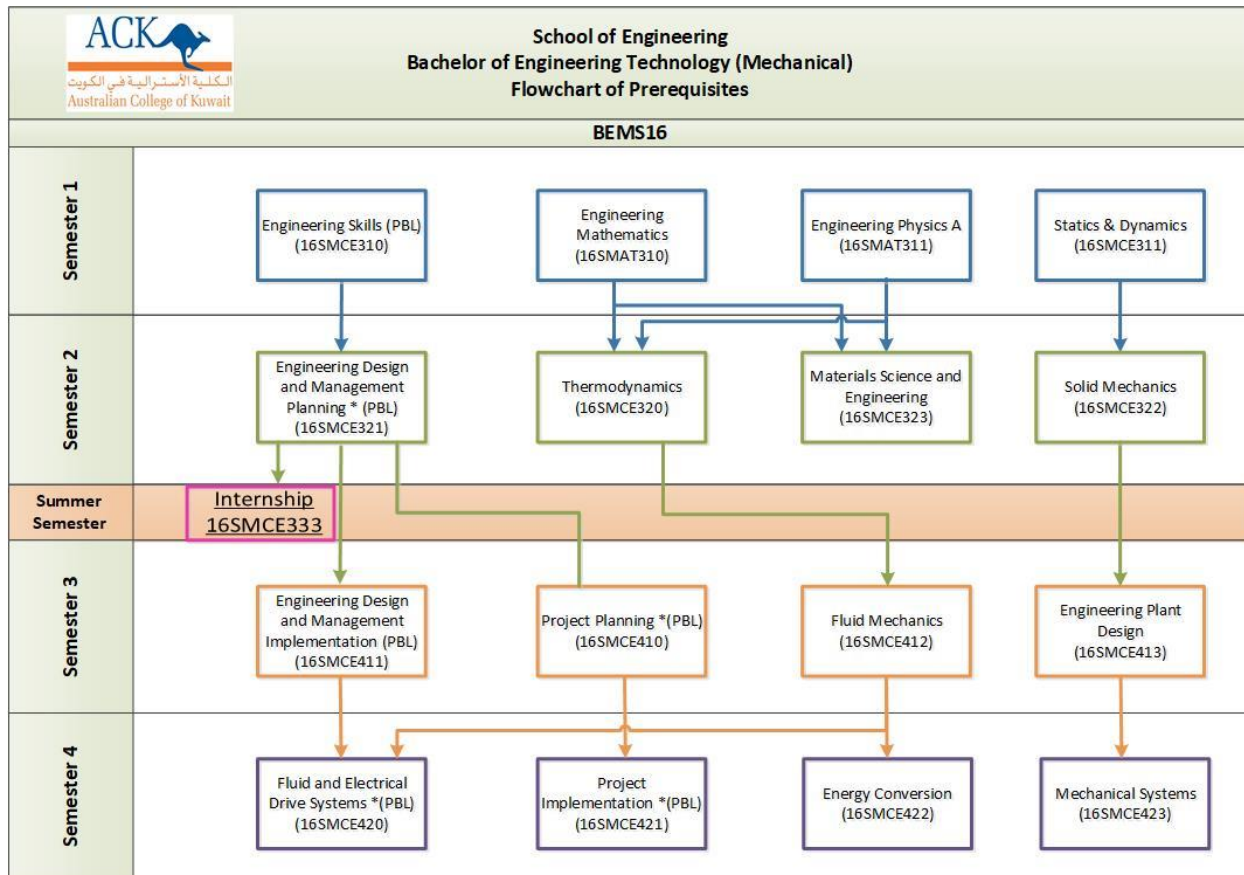 ACK
الكلية الأسترالية في الكويت
Australian College of Kuwait
School of Engineering
Bachelor of Engineering Technology (Mechanical)
Flowchart of Prerequisites
BEMS16
Semester 1
Engineering Skills (PBL)
(16SMCE310)
Engineering
Mathematics
(16SMAT310)
Engineering Physics A
(16SMAT311)
Statics & Dynamics
(16SMCE311)
Semester 2
Engineering Design
and Management
Planning * (PBL)
(16SMCE321)
Thermodynamics
(16SMCE320)
Materials Science and
Engineering
(16SMCE323)
Solid Mechanics
(16SMCE322)
Summer
Semester
Internship
16SMCE333
Semester 3
Engineering Design
and Management
Implementation (PBL)
(16SMCE411)
Project Planning *(PBL)
(16SMCE410)
Fluid Mechanics
(16SMCE412)
Engineering Plant
Design
(16SMCE413)
Semester 4
Fluid and Electrical
Drive Systems *(PBL)
(16SMCE420)
Project
Implementation *(PBL)
(16SMCE421)
Energy Conversion
(16SMCE422)
Mechanical Systems
(16SMCE423)